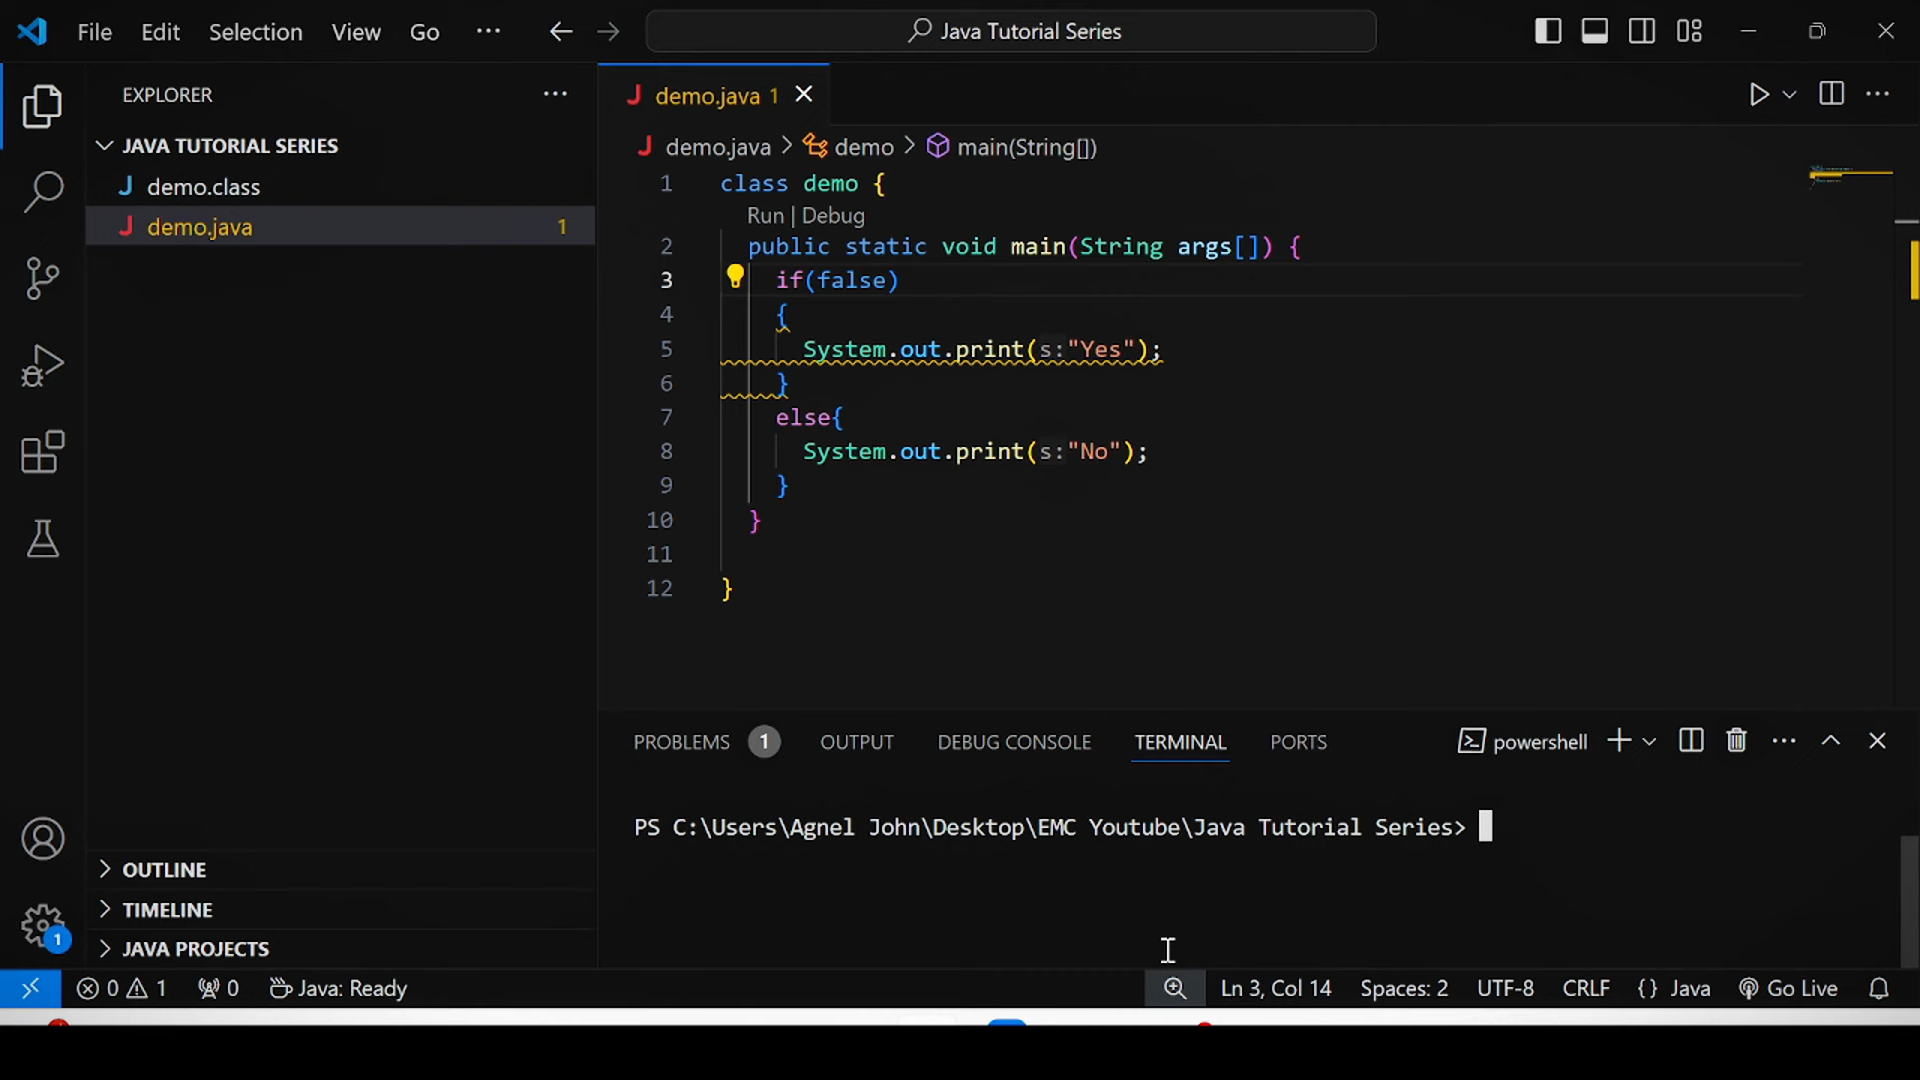 File Edit Selection View Go ··· Java Tutorial Series
EXPLORER
JAVA TUTORIAL SERIES
demo.class
demo.java 1
demo.java 1
demo.java > demo > main(String[])
1 class demo {
Run | Debug
2 public static void main(String args[]) {
3 if(false)
4 {
5 System.out.print(s:"Yes");
6 }
7 else{
8 System.out.print(s:"No");
9 }
10 }
11
12 }
PROBLEMS 1 OUTPUT DEBUG CONSOLE TERMINAL PORTS powershell
PS C:\Users\Agnel John\Desktop\EMC Youtube\Java Tutorial Series>
OUTLINE
TIMELINE
JAVA PROJECTS
1
0 1 0 Java: Ready Ln 3, Col 14 Spaces: 2 UTF-8 CRLF {} Java Go Live